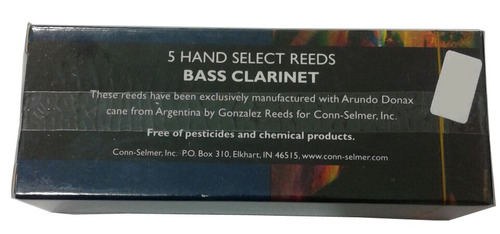 5 HAND SELECT REEDS
BASS CLARINET
These reeds have been exclusively manufactured with Arundo Donax
cane from Argentina by Gonzalez Reeds for Conn-Selmer, Inc.
Free of pesticides and chemical products.
Conn-Selmer, Inc. P.O. Box 310, Elkhart, IN 46515, www.conn-selmer.com